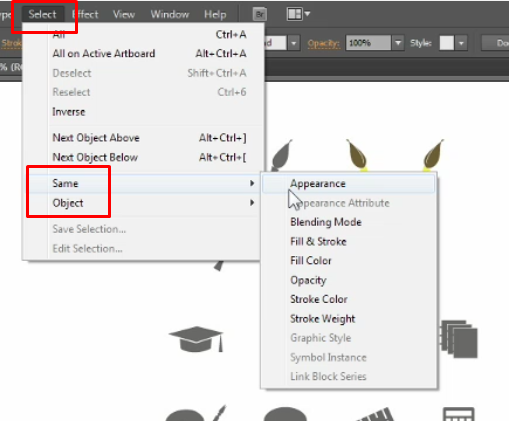 ype Select Effect View Window Help Br
Strok
All Ctrl+A
nd Opacity: 100% Style: Do
All on Active Artboard Alt+Ctrl+A
Deselect Shift+Ctrl+A
Reselect Ctrl+6
Inverse
Next Object Above Alt+Ctrl+]
Next Object Below Alt+Ctrl+[
Same
Object
Save Selection...
Edit Selection...
Appearance
Appearance Attribute
Blending Mode
Fill & Stroke
Fill Color
Opacity
Stroke Color
Stroke Weight
Graphic Style
Symbol Instance
Link Block Series